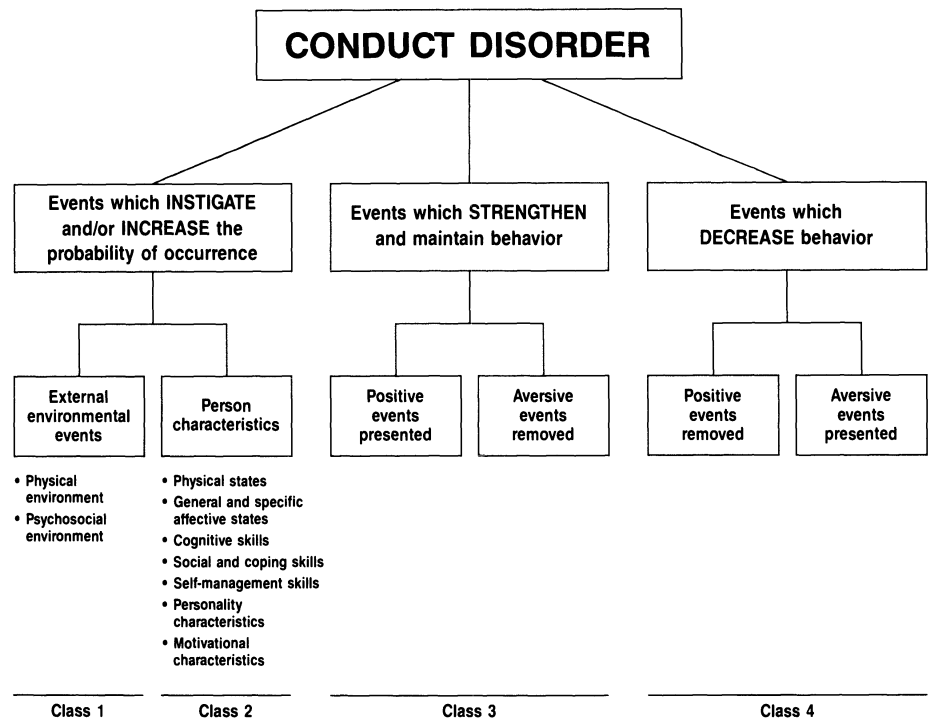 CONDUCT DISORDER
Events which INSTIGATE
and/or INCREASE the
probability of occurrence
Events which STRENGTHEN
and maintain behavior
Events which
DECREASE behavior
External
environmental
events
Person
characteristics
Positive
events
presented
Aversive
events
removed
Positive
events
removed
Aversive
events
presented
• Physical
environment
• Psychosocial
environment
• Physical states
• General and specific
affective states
• Cognitive skills
• Social and coping skills
• Self-management skills
• Personality
characteristics
• Motivational
characteristics
Class 1
Class 2
Class 3
Class 4